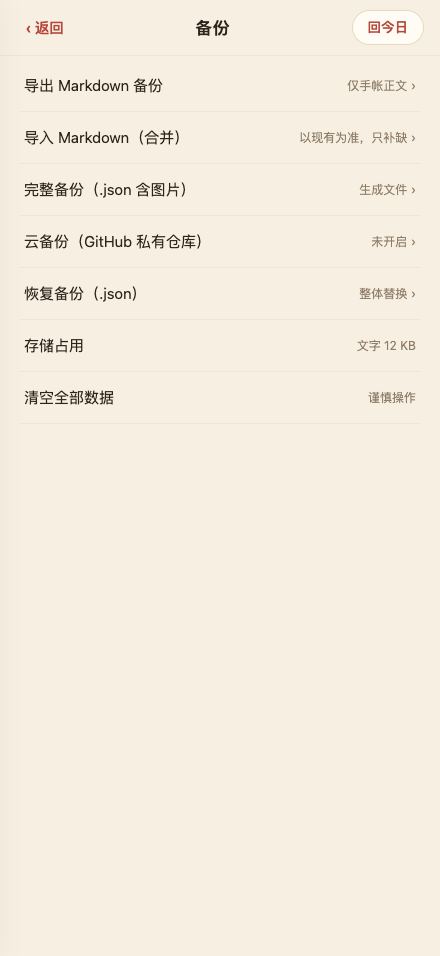 ‹ 返回
备份
回今日
导出 Markdown 备份
仅手帐正文 ›
导入 Markdown（合并）
以现有为准，只补缺 ›
完整备份（.json 含图片）
生成文件 ›
云备份（GitHub 私有仓库）
未开启 ›
恢复备份（.json）
整体替换 ›
存储占用
文字 12 KB
清空全部数据
谨慎操作